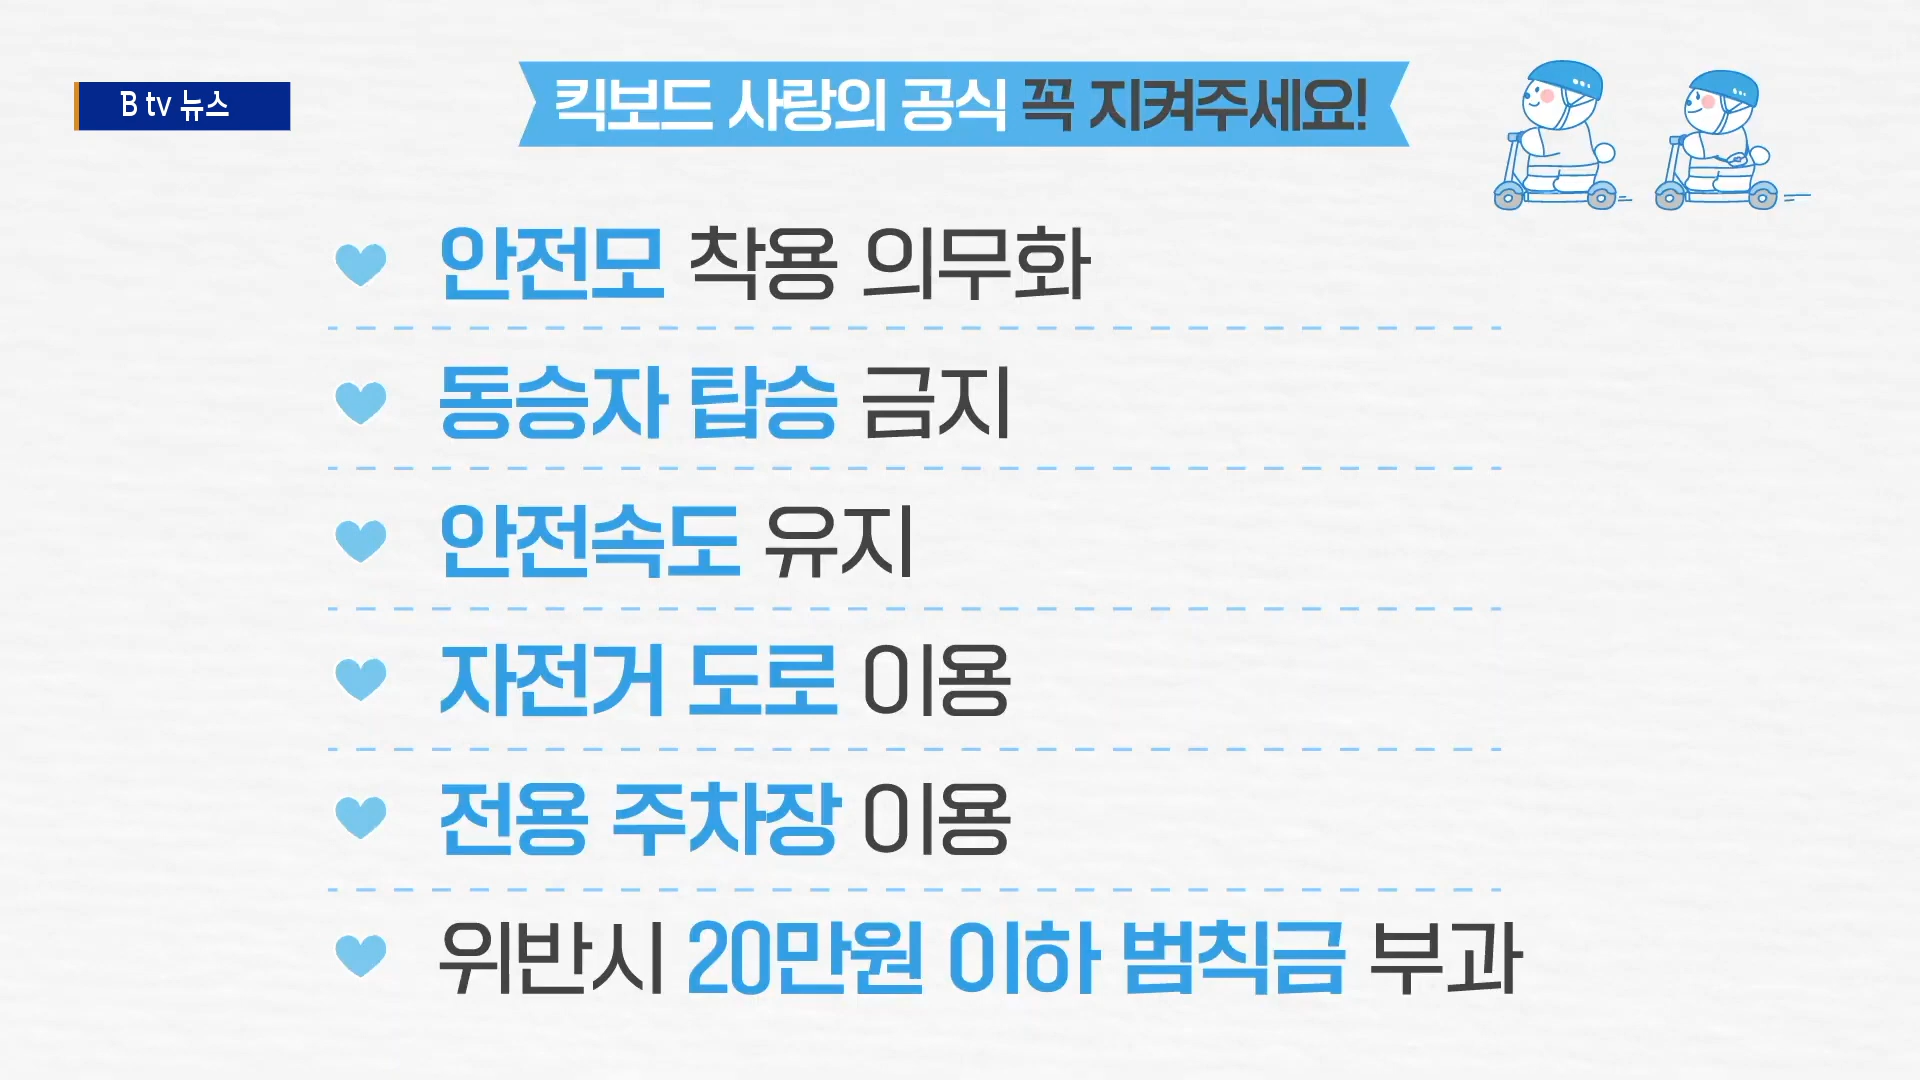 B tv 뉴스
킥보드 사랑의 공식 꼭 지켜주세요!
안전모 착용 의무화
동승자 탑승 금지
안전속도 유지
자전거 도로 이용
전용 주차장 이용
위반시 20만원 이하 범칙금 부과